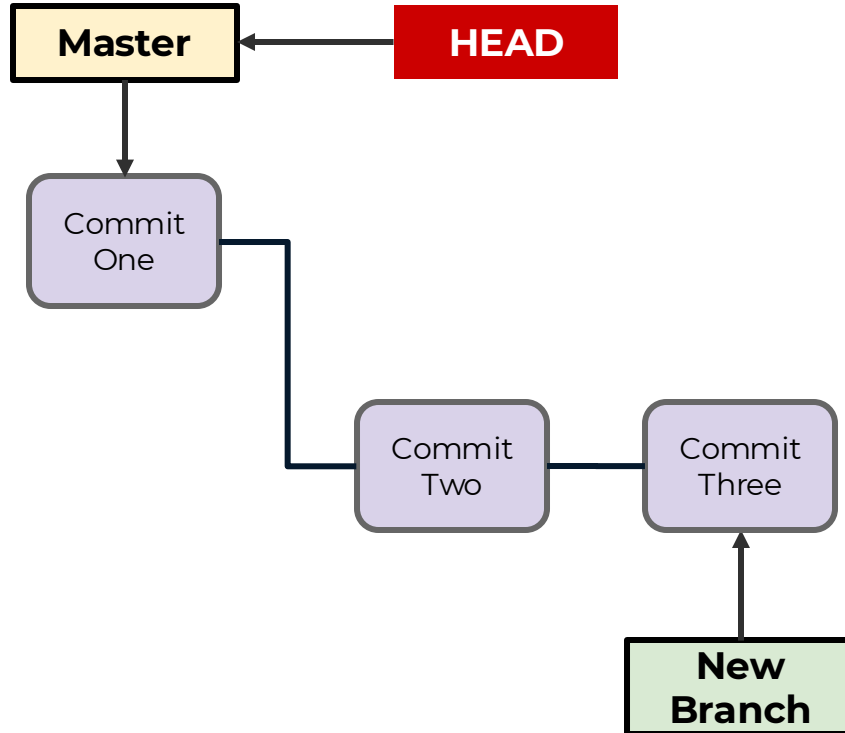 Master
HEAD
Commit
One
Commit
Two
Commit
Three
New
Branch